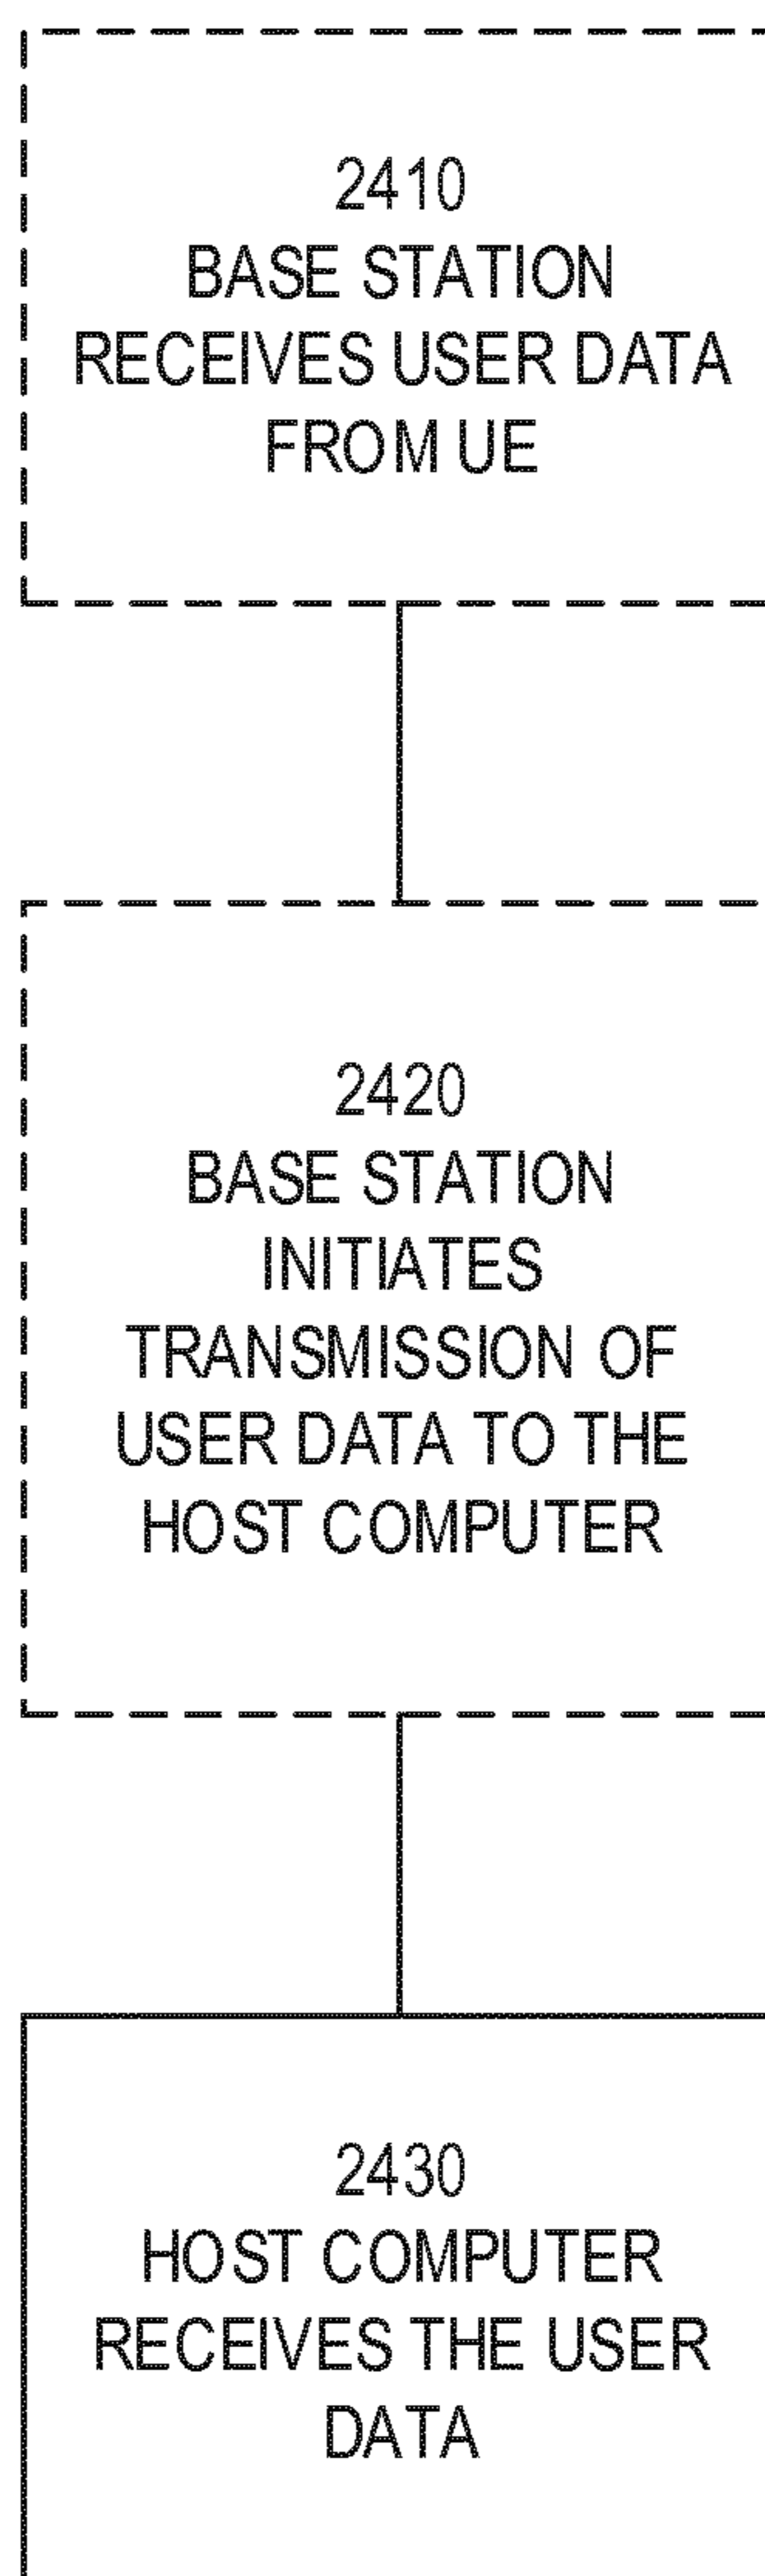 2410
BASE STATION
RECEIVES USER DATA
FROM UE
2420
BASE STATION
INITIATES
TRANSMISSION OF
USER DATA TO THE
HOST COMPUTER
2430
HOST COMPUTER
RECEIVES THE USER
DATA